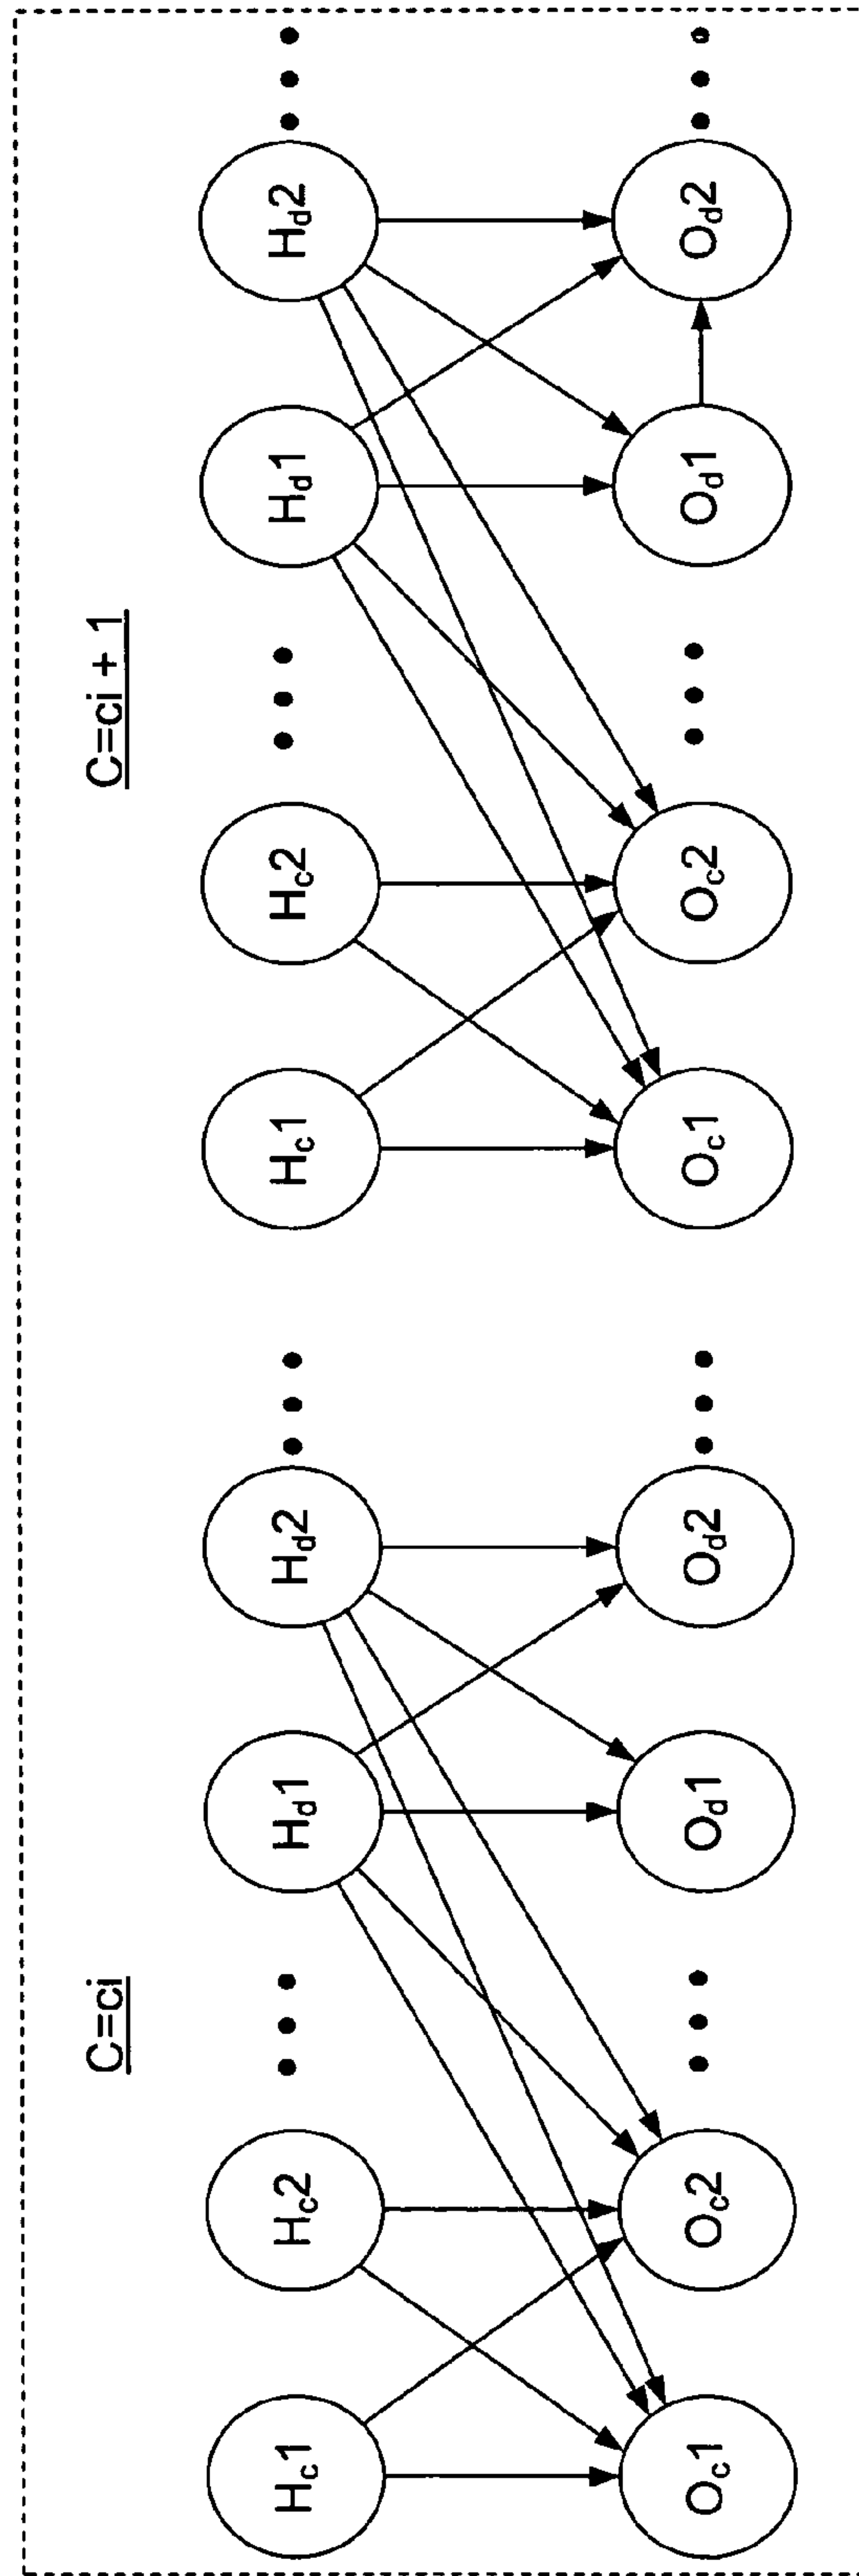 C=ci
C=ci + 1
Hc1
Hc2
Hd1
Hd2
Hc1
Hc2
Hd1
Hd2
Oc1
Oc2
Od1
Od2
Oc1
Oc2
Od1
Od2